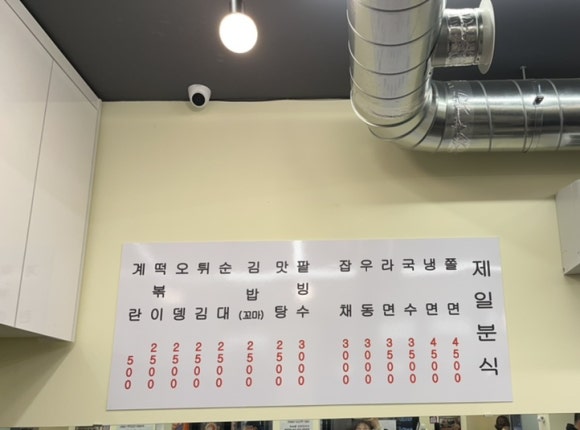 제일분식
쫄면 4500
냉면 4500
국수 3500
라면 3500
우동 3000
잡채 3000
팥빙수 3000
맛탕 2500
김밥(꼬마) 2500
순대 2500
튀김 2500
오뎅 2500
떡볶이 2500
계란 500